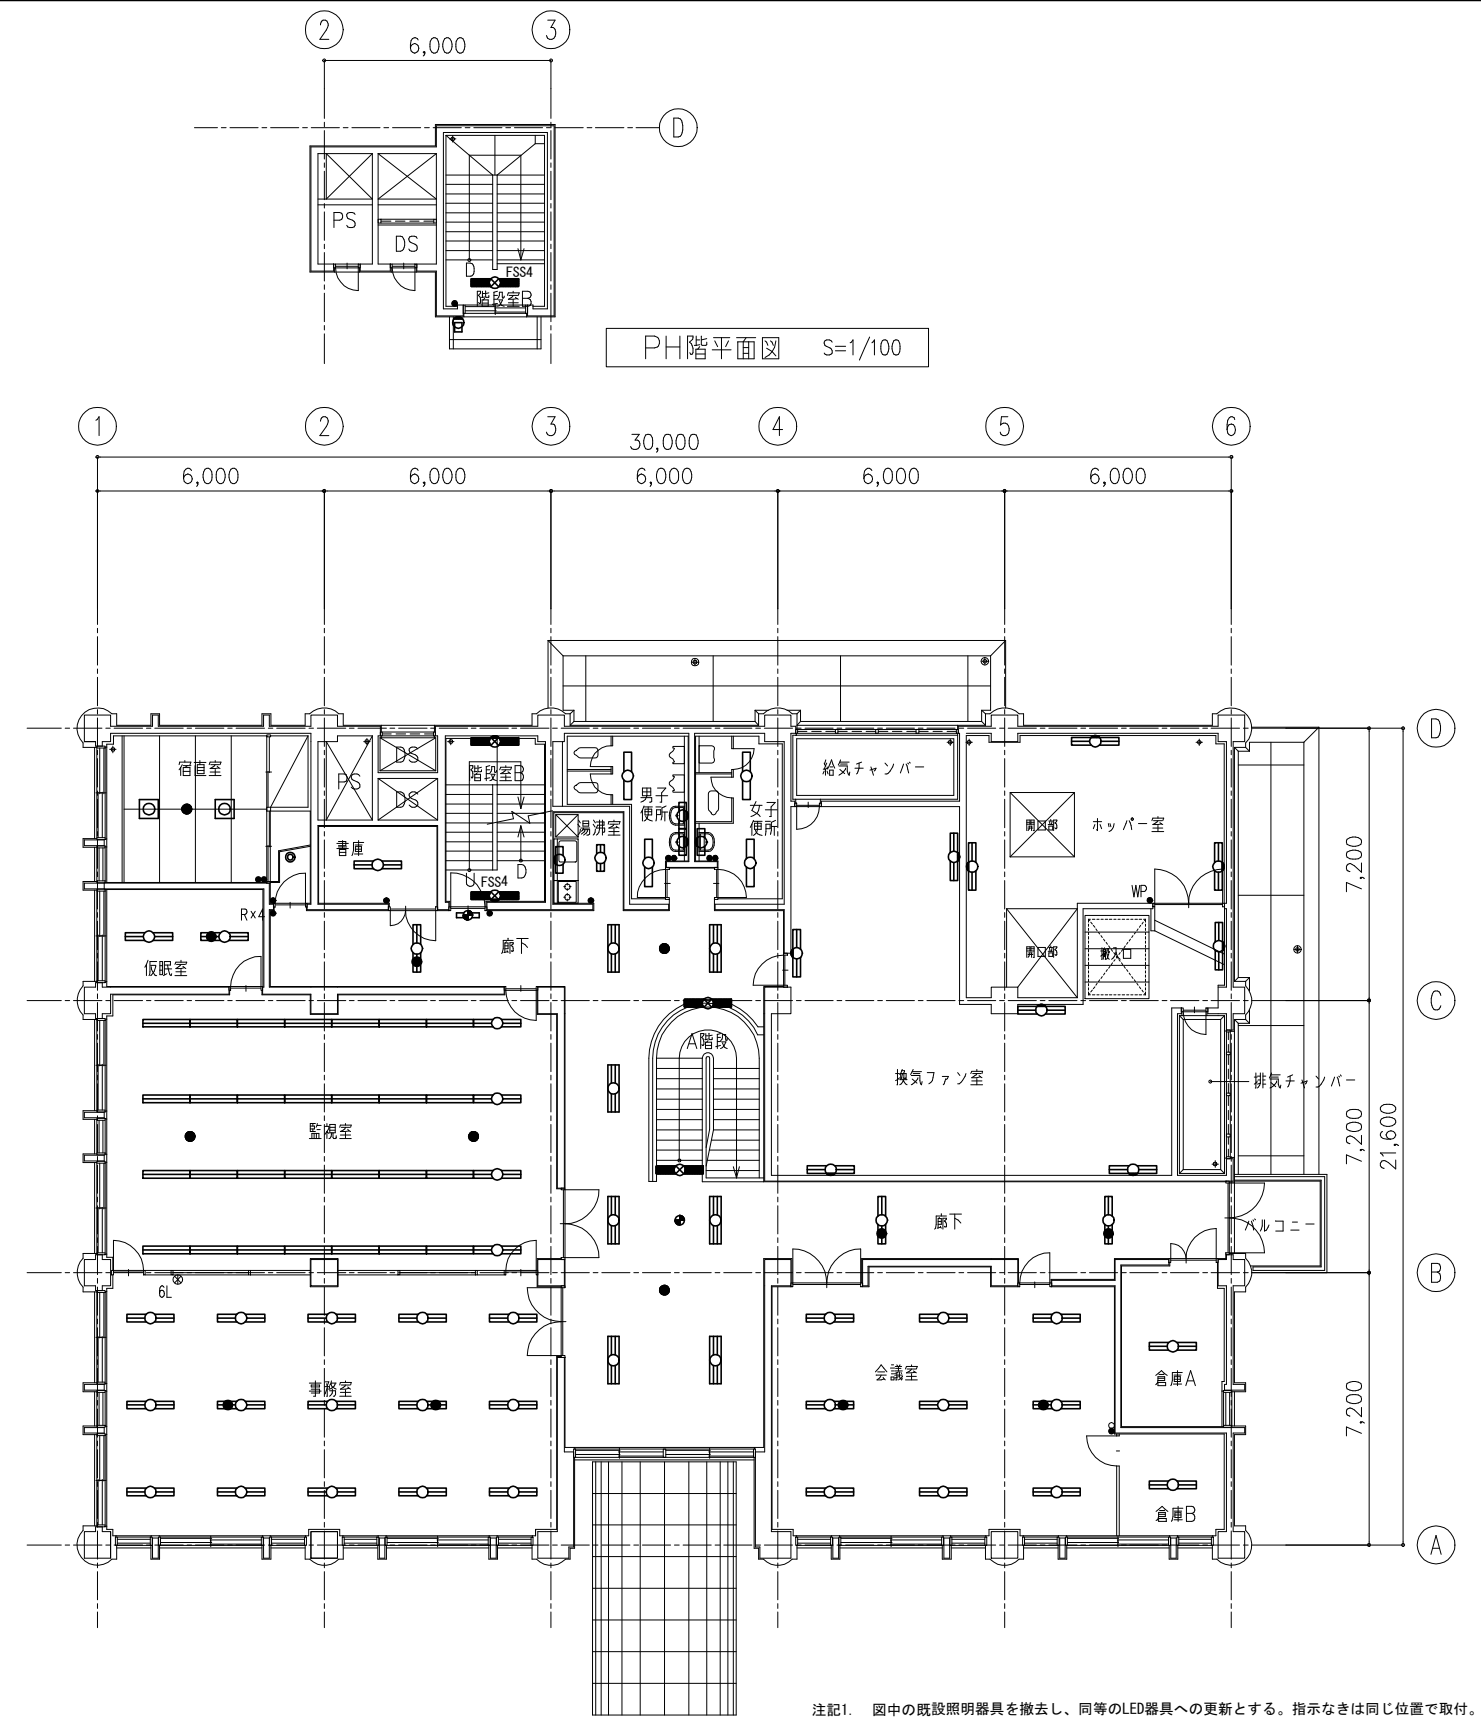 2 3
6,000
D
PS
DS
D FSS4
階段室B
PH階平面図 S=1/100
1 2 3 4 5 6
30,000
6,000 6,000 6,000 6,000 6,000
D
宿直室
DS
PS
DS
階段室B
男子
便所
女子
便所
給気チャンバー
開口部
ホッパー室
湯沸室
書庫
U FSS4 D
WP
7,200
R×4
仮眠室
廊下
開口部
搬入口
C
A階段
監視室
換気ファン室
排気チャンバー
7,200
21,600
廊下
バルコニー
B
6L
事務室
会議室
倉庫A
7,200
倉庫B
A
注記1. 図中の既設照明器具を撤去し、同等のLED器具への更新とする。指示なきは同じ位置で取付。